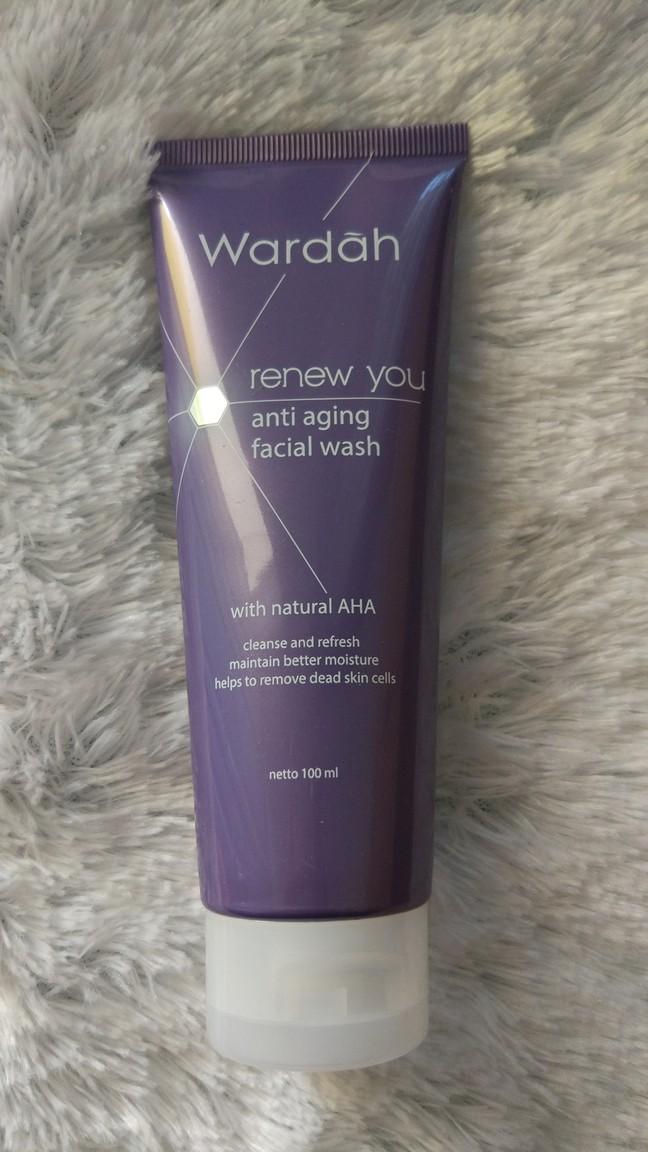 Wardāh
renew you
anti aging
facial wash
with natural AHA
cleanse and refresh
maintain better moisture
helps to remove dead skin cells
netto 100 ml